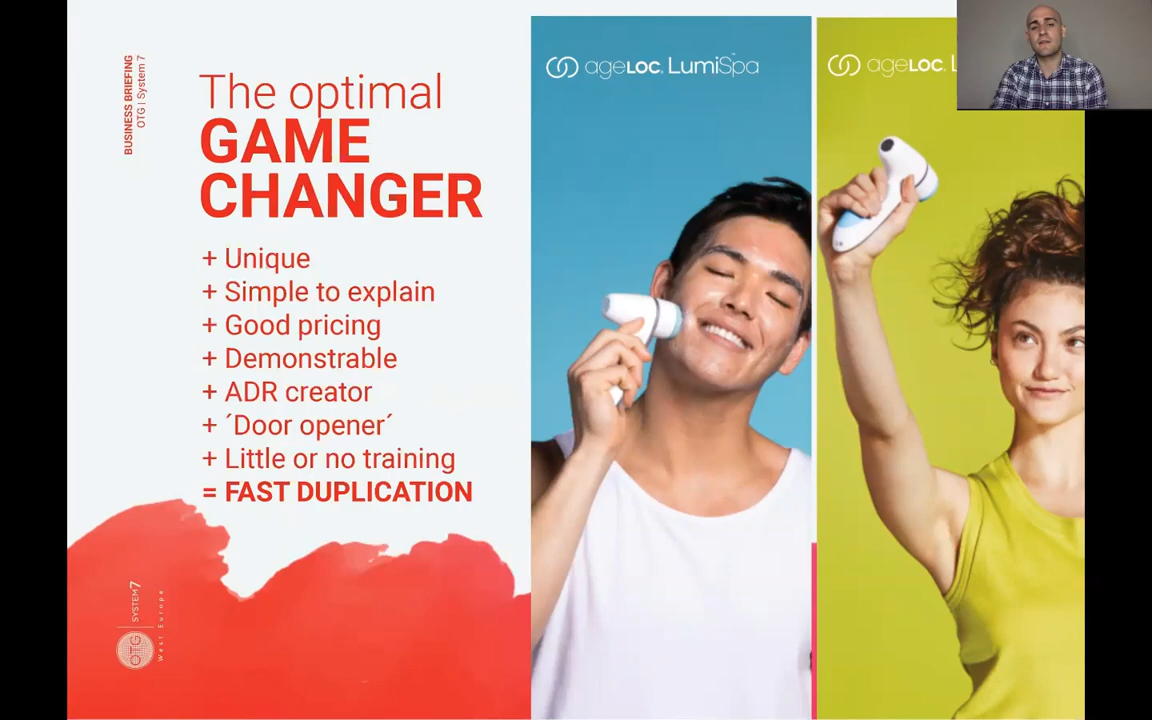 BUSINESS BRIEFING
OTG | System 7
The optimal
GAME
CHANGER
+ Unique
+ Simple to explain
+ Good pricing
+ Demonstrable
+ ADR creator
+ ´Door opener´
+ Little or no training
= FAST DUPLICATION
OTG
SYSTEM7
West Europe
ageLOC. LumiSpa
ageLOC. L